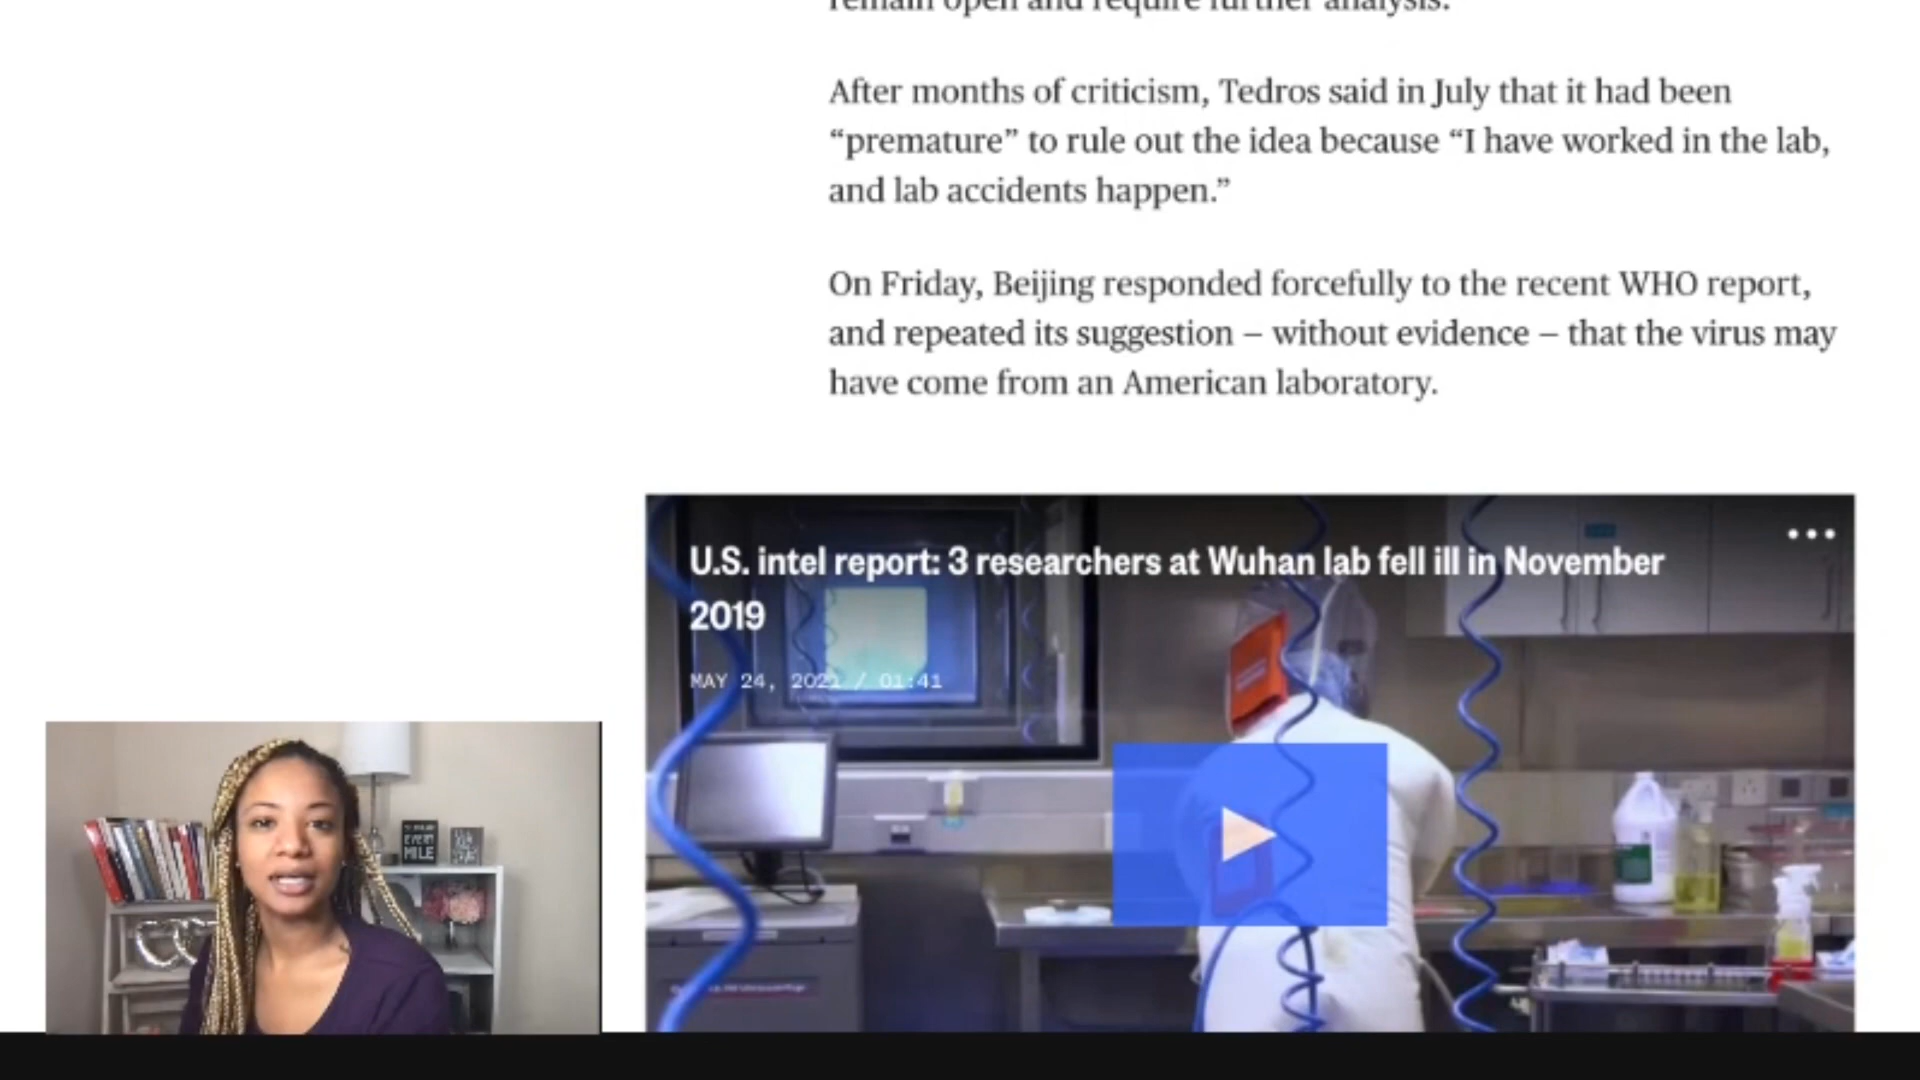 remain open and require further analysis.
After months of criticism, Tedros said in July that it had been
“premature” to rule out the idea because “I have worked in the lab,
and lab accidents happen.”
On Friday, Beijing responded forcefully to the recent WHO report,
and repeated its suggestion — without evidence — that the virus may
have come from an American laboratory.
U.S. intel report: 3 researchers at Wuhan lab fell ill in November
2019
MAY 24, 2021 / 01:41
EVERY
MILE